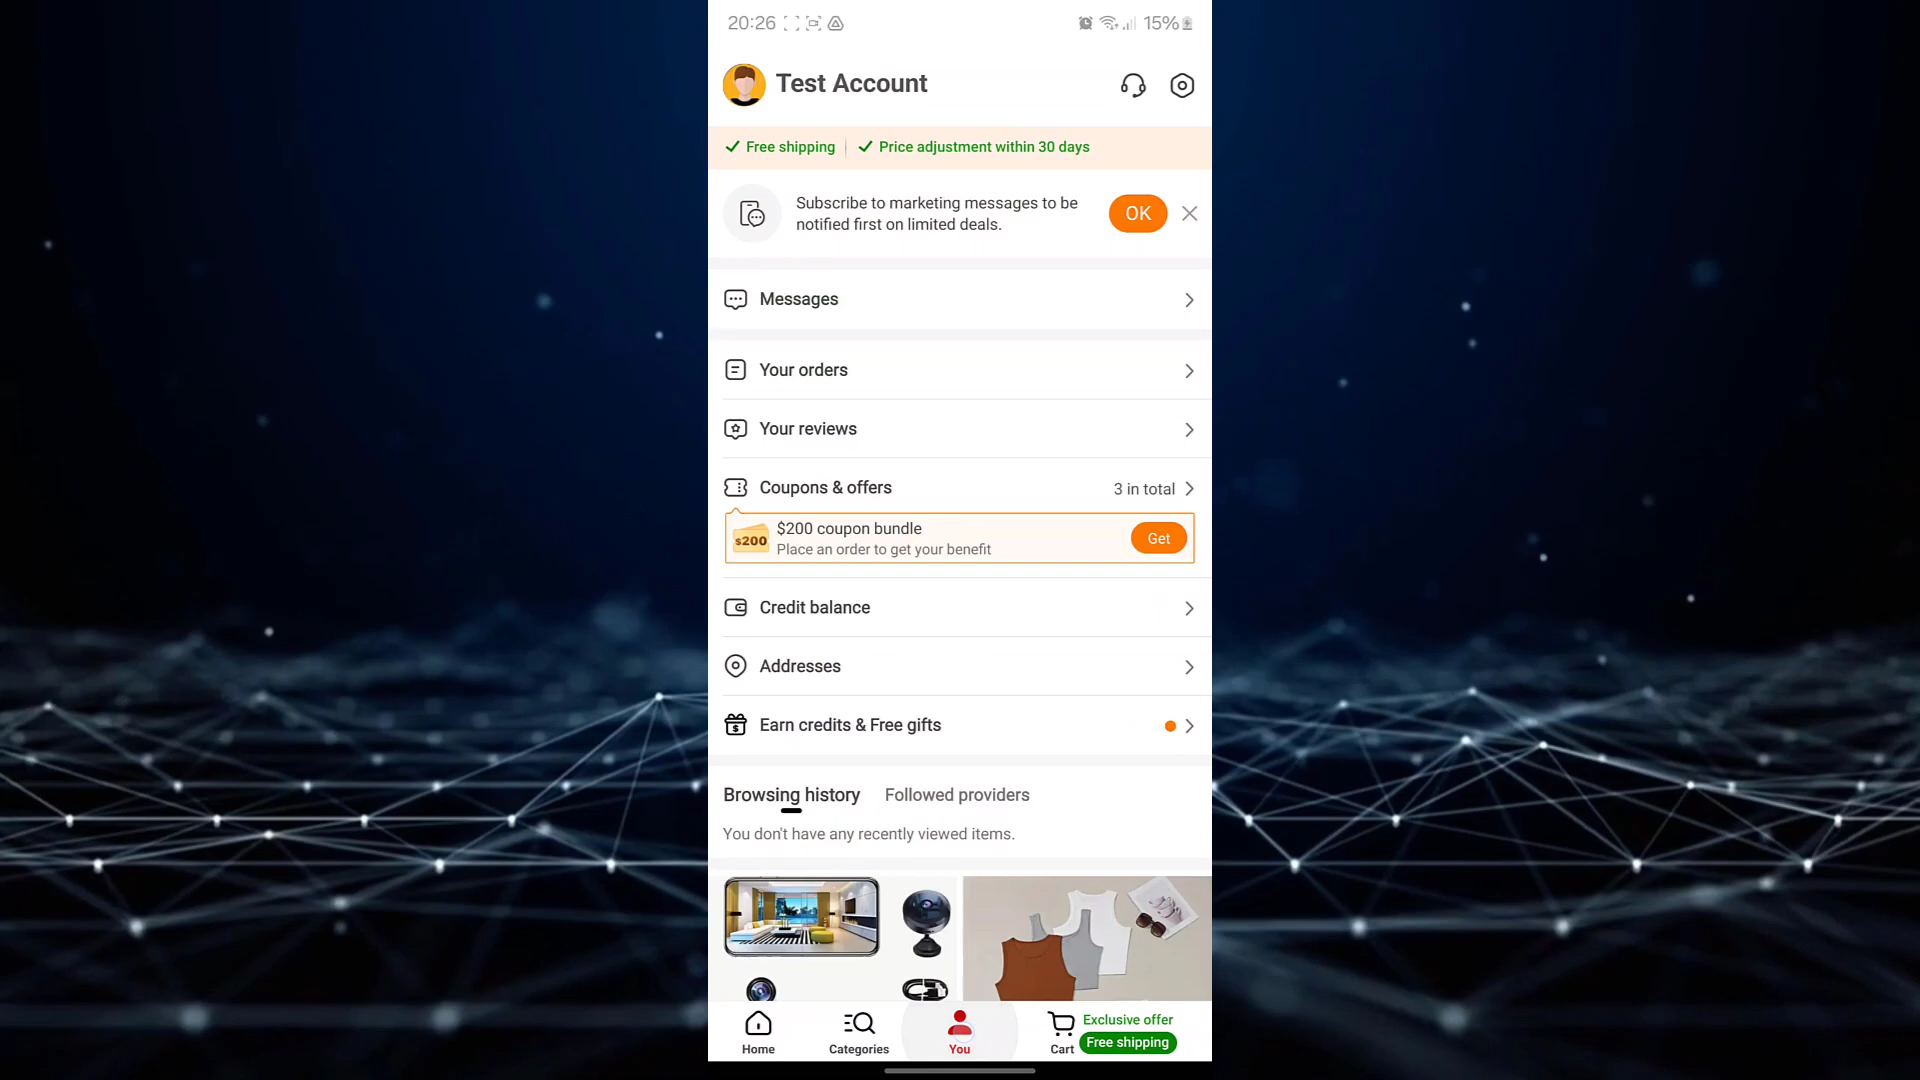 20:26
15%
Test Account
Free shipping
Price adjustment within 30 days
Subscribe to marketing messages to be
notified first on limited deals.
OK
Messages
Your orders
Your reviews
Coupons & offers
3 in total
$200
$200 coupon bundle
Place an order to get your benefit
Get
Credit balance
Addresses
Earn credits & Free gifts
Browsing history
Followed providers
You don't have any recently viewed items.
Home
Categories
You
Cart
Exclusive offer
Free shipping